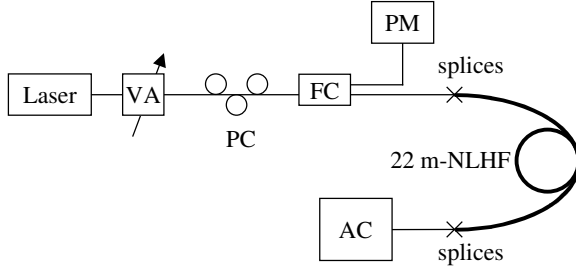 PM
splices
Laser
VA
FC
PC
22 m-NLHF
AC
splices